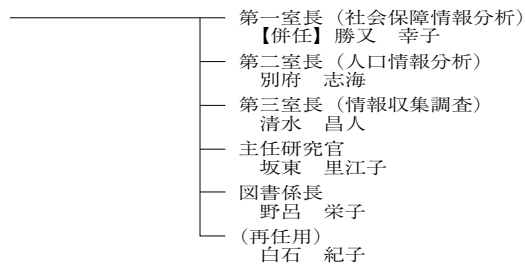 第一室長(社会保障情報分析)
【併任】勝又　幸子
第二室長(人口情報分析)
別府　志海
第三室長(情報収集調査)
清水　昌人
主任研究官
坂東　里江子
図書係長
野呂　栄子
(再任用)
白石　紀子